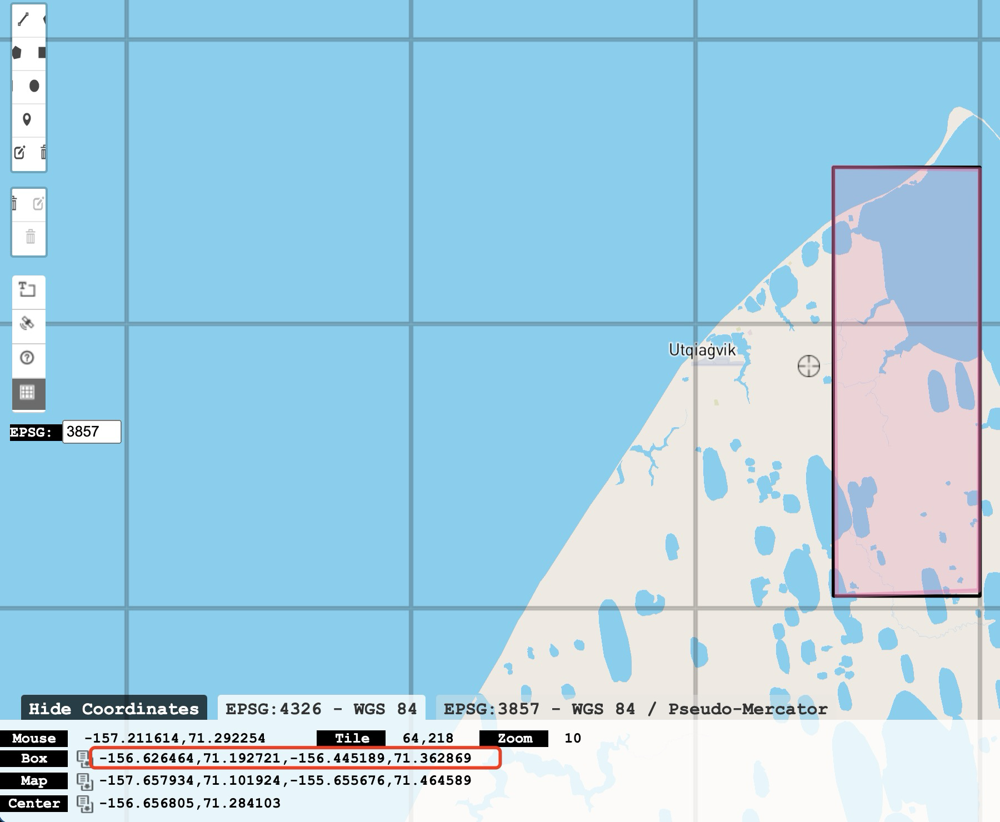 Utqiaġvik
EPSG: 3857
Hide Coordinates EPSG:4326 - WGS 84 EPSG:3857 - WGS 84 / Pseudo-Mercator
Mouse -157.211614,71.292254 Tile 64,218 Zoom 10
Box -156.626464,71.192721,-156.445189,71.362869
Map -157.657934,71.101924,-155.655676,71.464589
Center -156.656805,71.284103